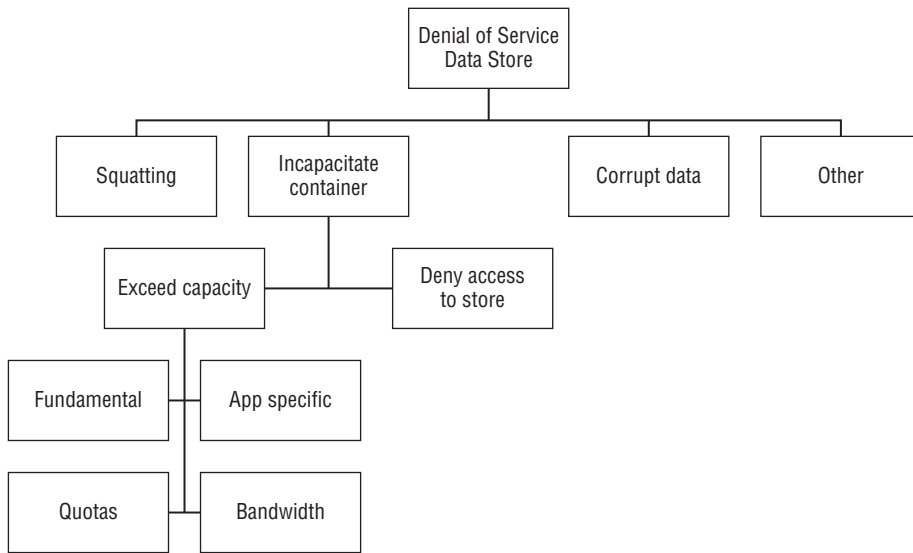 Denial of Service
Data Store
Squatting
Incapacitate
container
Corrupt data
Other
Exceed capacity
Deny access
to store
Fundamental
App specific
Quotas
Bandwidth